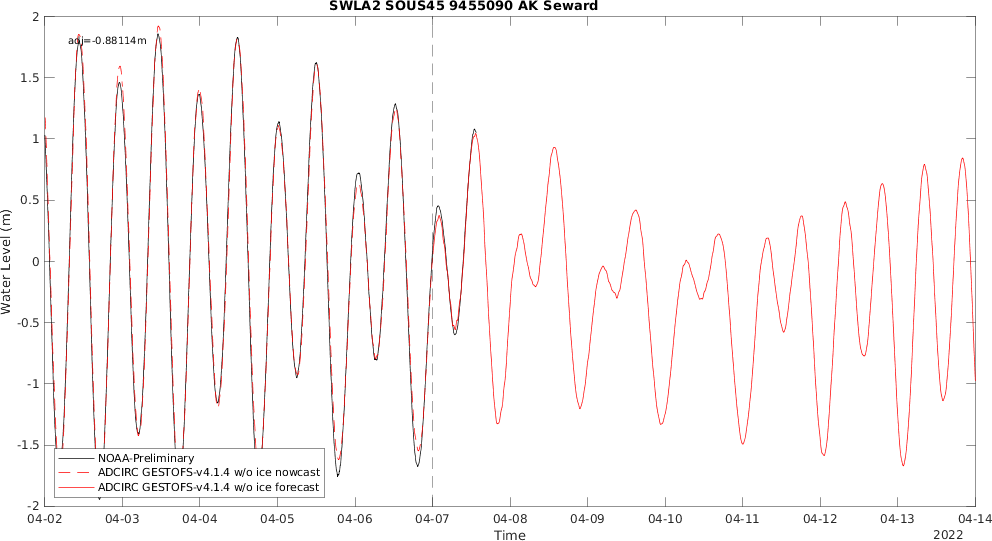 SWLA2 SOUS45 9455090 AK Seward
adj=-0.88114m
Water Level (m)
2
1.5
1
0.5
0
-0.5
-1
-1.5
-2
NOAA-Preliminary
ADCIRC GESTOFS-v4.1.4 w/o ice nowcast
ADCIRC GESTOFS-v4.1.4 w/o ice forecast
04-02 04-03 04-04 04-05 04-06 04-07 04-08 04-09 04-10 04-11 04-12 04-13 04-14
Time
2022